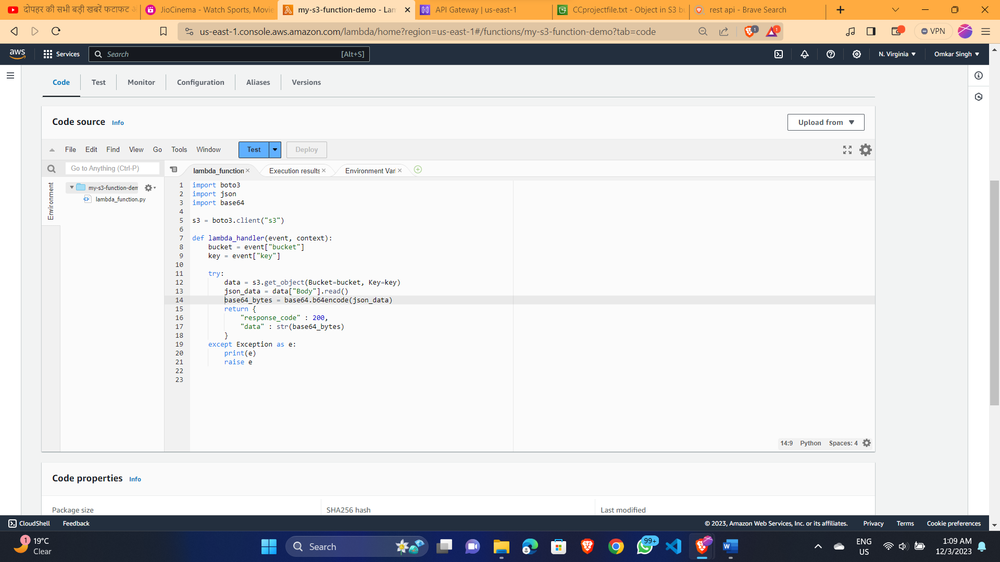 दोपहर की सभी बड़ी खबरें फटाफट
JioCinema - Watch Sports, Movie
my-s3-function-demo - Lam
API Gateway | us-east-1
CCprojectfile.txt - Object in S3 bu
rest api - Brave Search
us-east-1.console.aws.amazon.com/lambda/home?region=us-east-1#/functions/my-s3-function-demo?tab=code
1
1
VPN
aws
Services
Search
[Alt+S]
N. Virginia
Omkar Singh
Code
Test
Monitor
Configuration
Aliases
Versions
Code source
Info
Upload from
File
Edit
Find
View
Go
Tools
Window
Test
Deploy
Go to Anything (Ctrl-P)
lambda_function
Execution results
Environment Var
Environment
my-s3-function-dem
lambda_function.py
1 import boto3
2 import json
3 import base64
4
5 s3 = boto3.client("s3")
6
7 def lambda_handler(event, context):
8 bucket = event["bucket"]
9 key = event["key"]
10
11 try:
12 data = s3.get_object(Bucket=bucket, Key=key)
13 json_data = data["Body"].read()
14 base64_bytes = base64.b64encode(json_data)
15 return {
16 "response_code" : 200,
17 "data" : str(base64_bytes)
18 }
19 except Exception as e:
20 print(e)
21 raise e
22
23
14:9
Python
Spaces: 4
Code properties
Info
Package size
SHA256 hash
Last modified
CloudShell
Feedback
© 2023, Amazon Web Services, Inc. or its affiliates.
Privacy
Terms
Cookie preferences
1
19°C
Clear
Search
99+
ENG
US
1:09 AM
12/3/2023